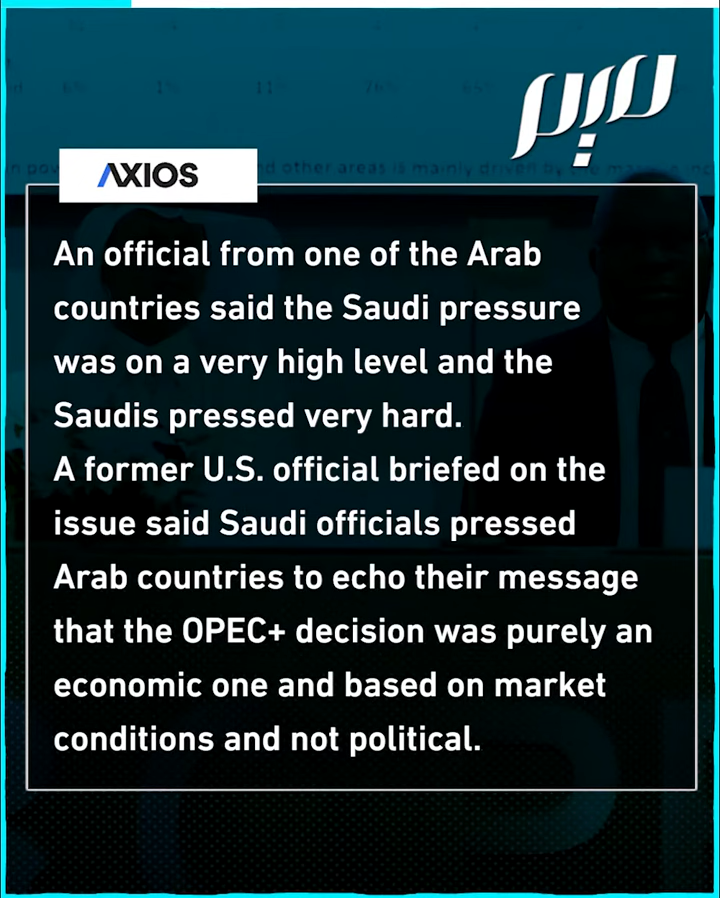 ميم
AXIOS
An official from one of the Arab
countries said the Saudi pressure
was on a very high level and the
Saudis pressed very hard.
A former U.S. official briefed on the
issue said Saudi officials pressed
Arab countries to echo their message
that the OPEC+ decision was purely an
economic one and based on market
conditions and not political.